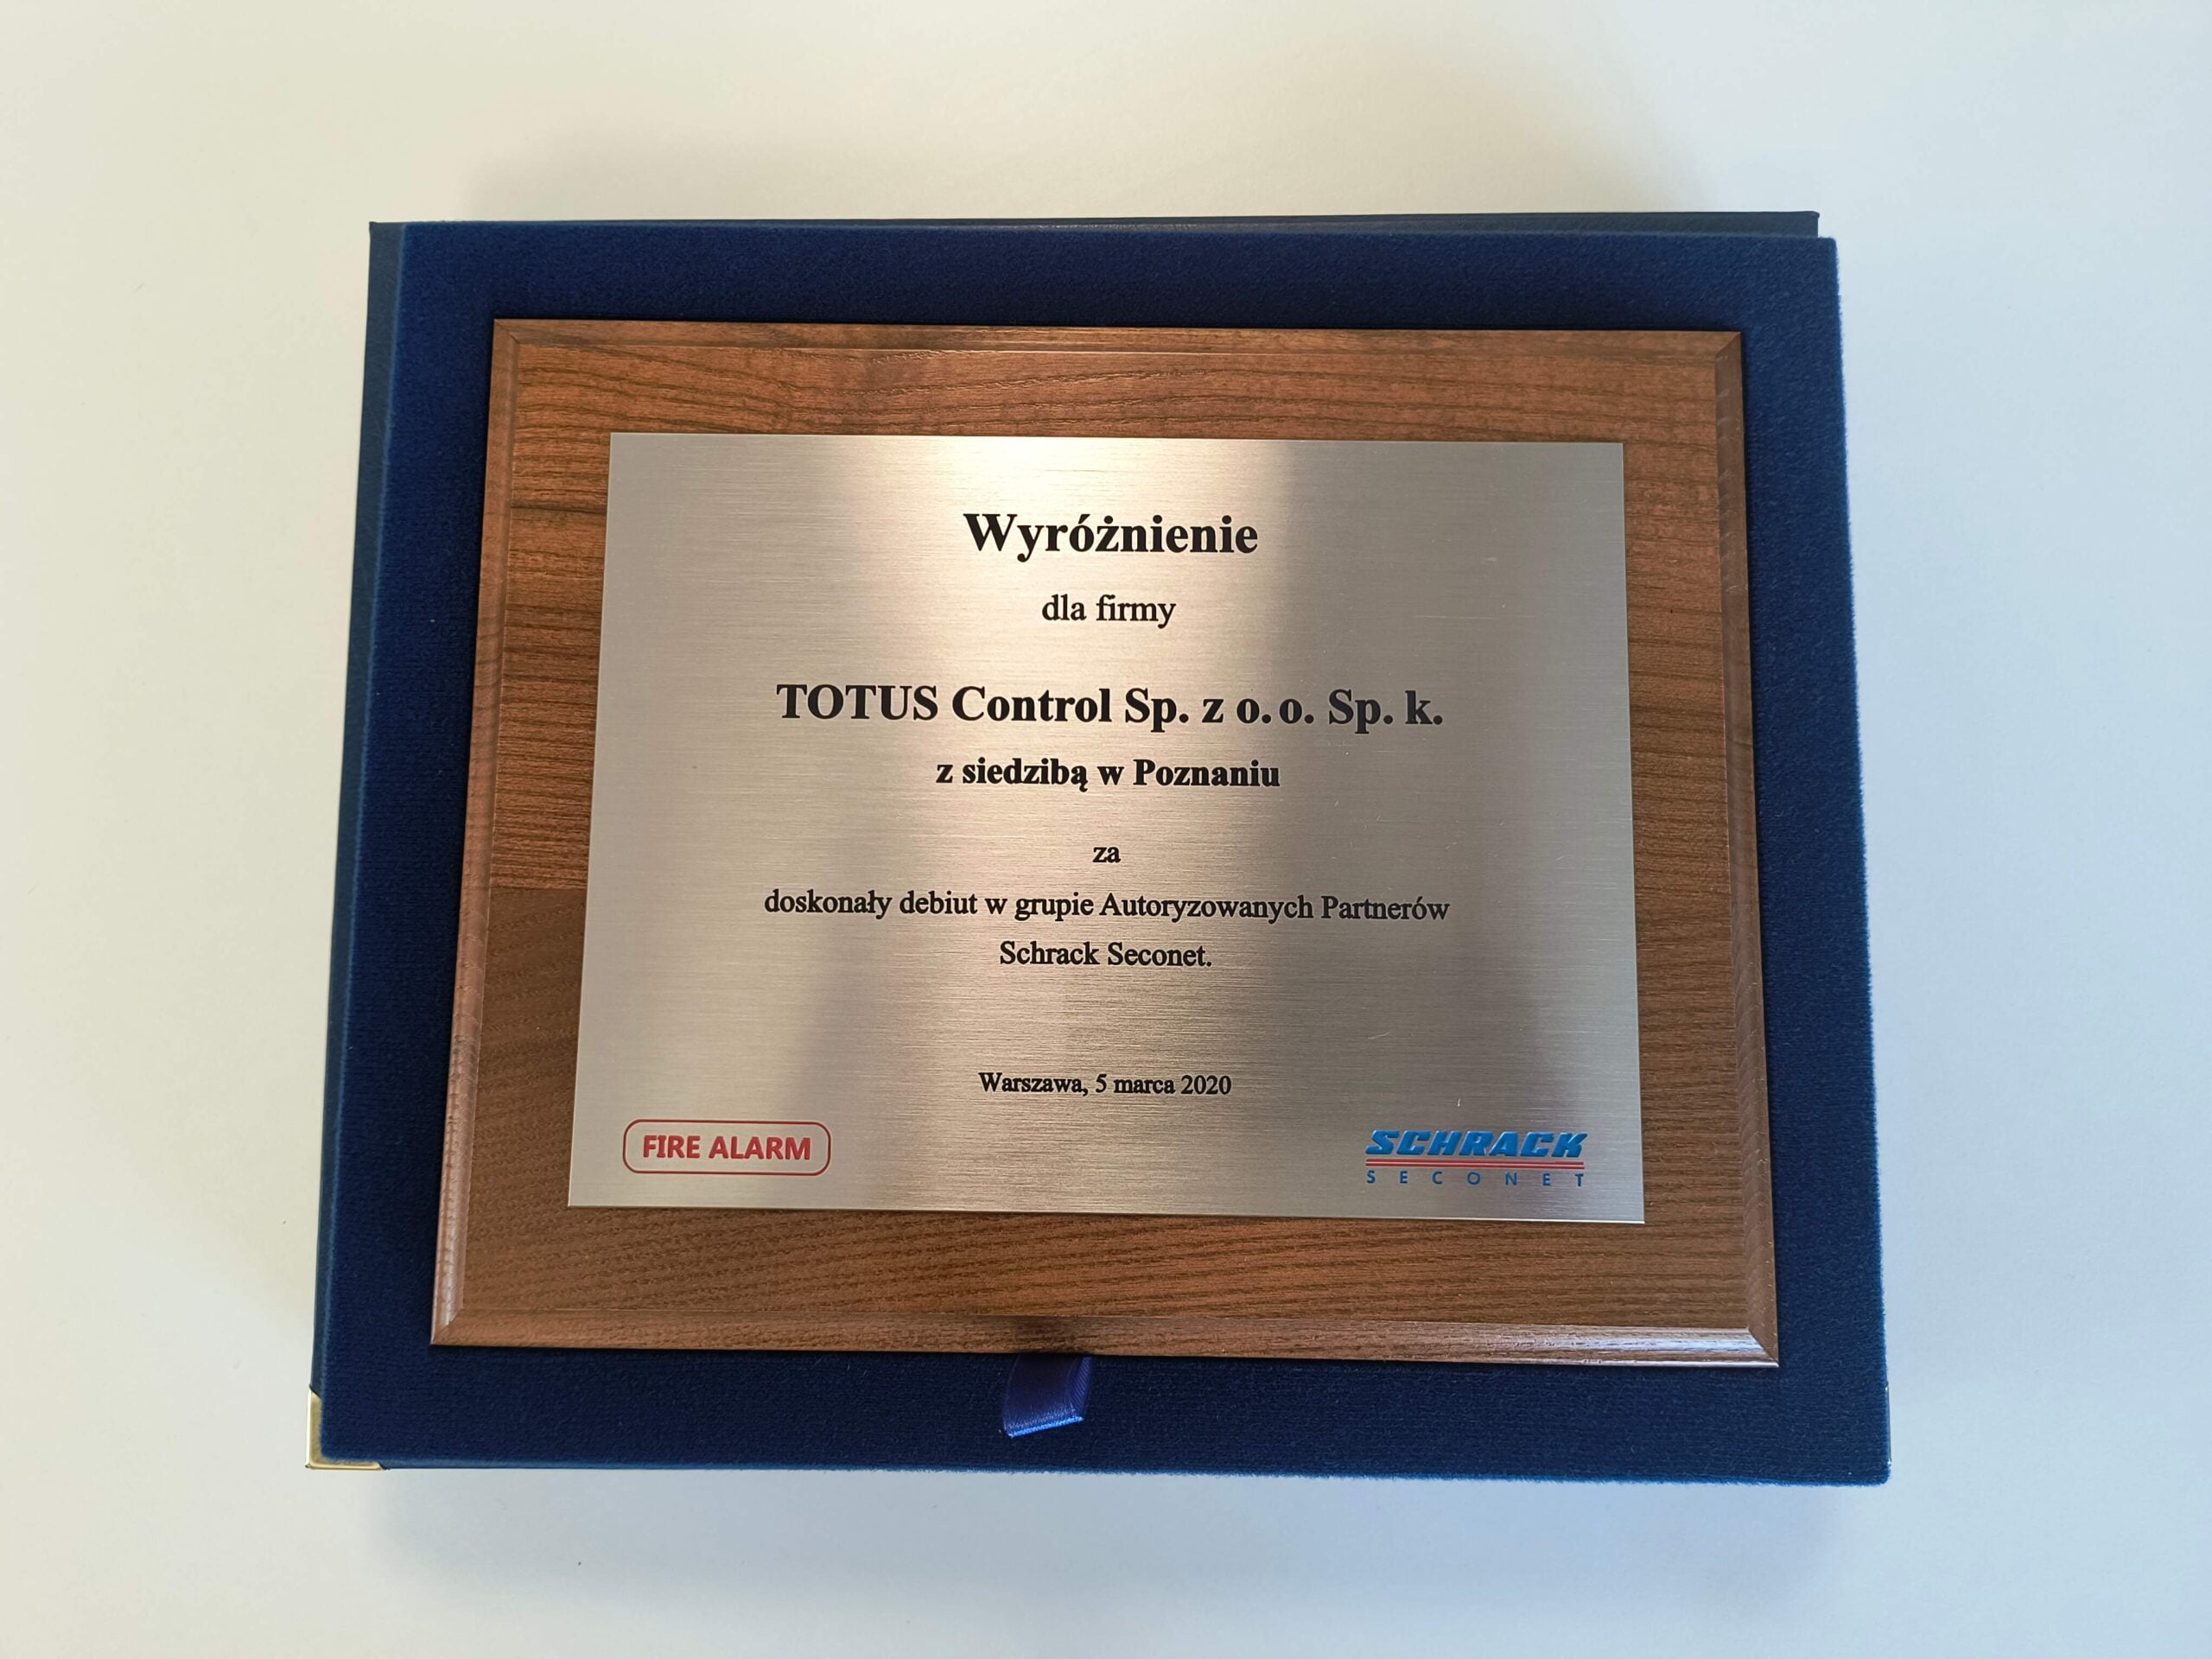 Wyróżnienie
dla firmy
TOTUS Control Sp. z o.o. Sp. k.
z siedzibą w Poznaniu
za
doskonały debiut w grupie Autoryzowanych Partnerów
Schrack Seconet.
Warszawa, 5 marca 2020
FIRE ALARM
SCHRACK
SECONET